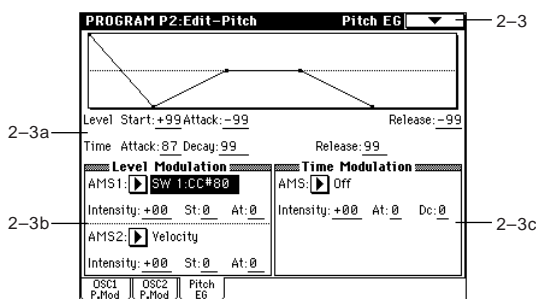 PROGRAM P2:Edit-Pitch Pitch EG 2-3
Level Start:+99 Attack:-99 Release:-99
2-3a
Time Attack:87 Decay:99 Release:99
Level Modulation Time Modulation
AMS1: SW 1:CC#80 AMS: Off
Intensity:+00 St:0 At:0 Intensity:+00 At:0 Dc:0
2-3b 2-3c
AMS2: Velocity
Intensity:+00 St:0 At:0
OSC1 P.Mod OSC2 P.Mod Pitch EG